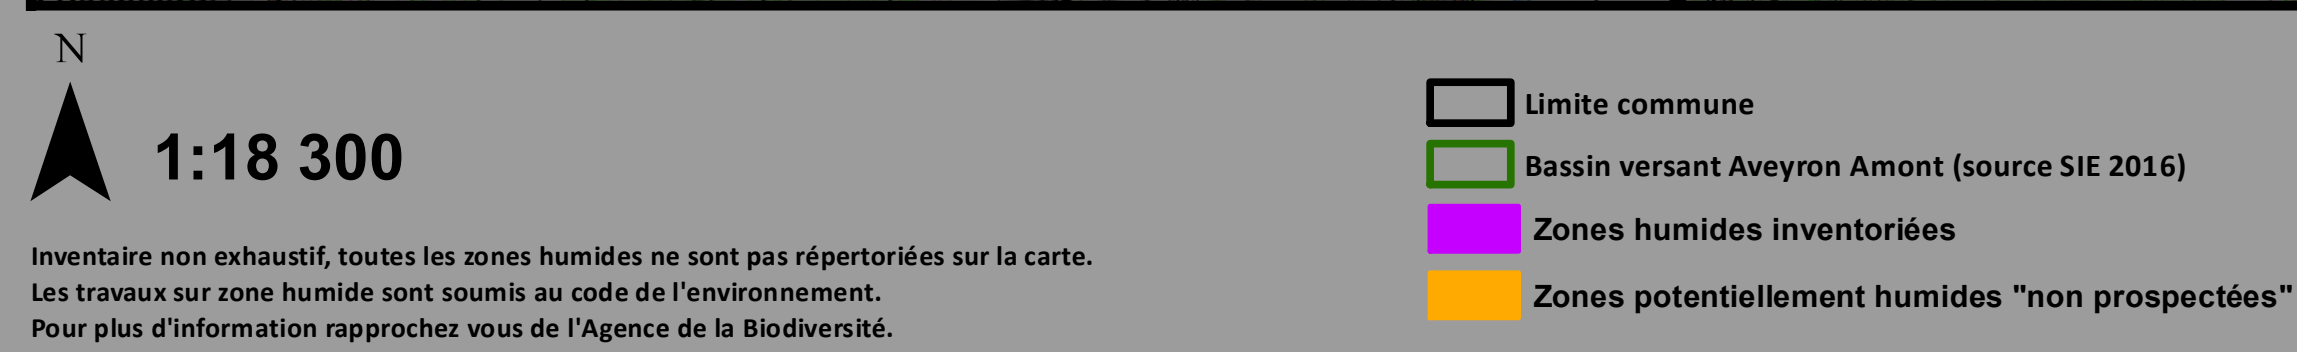 N
1:18 300
Inventaire non exhaustif, toutes les zones humides ne sont pas répertoriées sur la carte.
Les travaux sur zone humide sont soumis au code de l'environnement.
Pour plus d'information rapprochez vous de l'Agence de la Biodiversité.
Limite commune
Bassin versant Aveyron Amont (source SIE 2016)
Zones humides inventoriées
Zones potentiellement humides "non prospectées"